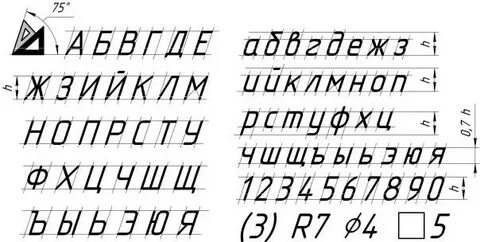 75°
АБВГДЕ
ЖЗИЙКЛМ
НОПРСТУ
ФХЦЧШЩ
ЪЫЬЭЮЯ
h
абвгдежз
h
ийклмноп
рстуфхц
h
чшщъыьэюя
0,7 h
1234567890
h
(3) R7 ⌀4 □5